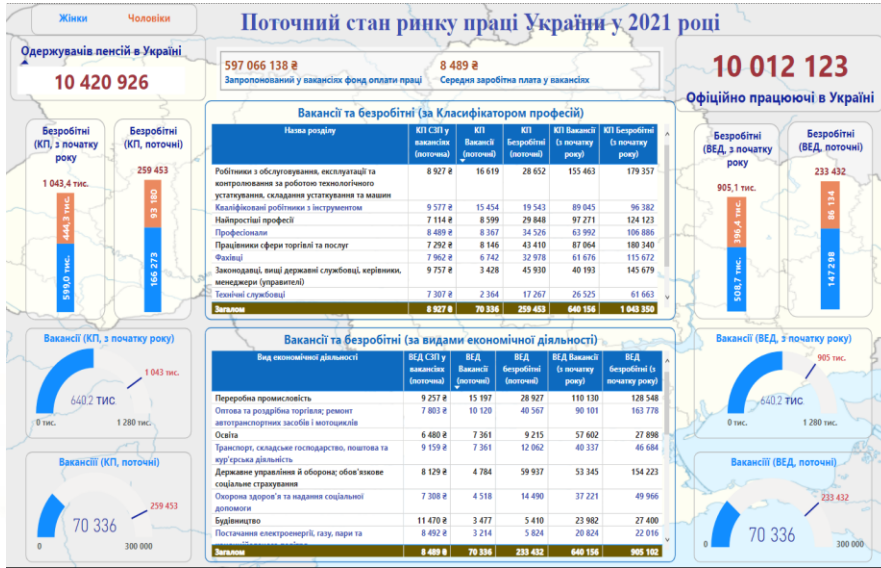 Жінки Чоловіки
Поточний стан ринку праці України у 2021 році
Одержувачів пенсій в Україні
10 420 926
597 066 138 ₴ 8 489 ₴
Запропонований у вакансіях фонд оплати праці Середня заробітна плата у вакансіях
10 012 123
Офіційно працюючі в Україні
Безробітні (КП, з початку року)
1 043,4 тис.
444,3 тис.
599,0 тис.
Безробітні (КП, поточні)
259 453
93 180
166 273
Вакансії та безробітні (за Класифікатором професій)
Назва розділу КП СЗП у вакансіях (поточна) КП Вакансії (поточні) КП Безробітні (поточні) КП Вакансії (з початку року) КП Безробітні (з початку року)
Робітники з обслуговування, експлуатації та 8 927 ₴ 16 619 28 652 155 463 179 357
контролювання за роботою технологічного
устаткування, складання устаткування та машин
Кваліфіковані робітники з інструментом 9 577 ₴ 15 454 19 543 89 045 96 382
Найпростіші професії 7 114 ₴ 8 599 29 848 97 271 124 123
Професіонали 8 489 ₴ 8 367 34 526 63 992 106 886
Працівники сфери торгівлі та послуг 7 292 ₴ 8 146 43 410 87 064 180 340
Фахівці 7 962 ₴ 6 742 32 978 61 676 115 672
Законодавці, вищі державні службовці, керівники, 9 757 ₴ 3 428 45 930 40 193 145 679
менеджери (управителі)
Технічні службовці 7 307 ₴ 2 364 17 267 26 525 61 663
Загалом 8 927 ₴ 70 336 259 453 640 156 1 043 350
Безробітні (ВЕД, з початку року)
905,1 тис.
396,4 тис.
508,7 тис.
Безробітні (ВЕД, поточні)
233 432
86 134
147 298
Вакансії (КП, з початку року)
1 043 тис.
640.2 тис
0 тис. 1 280 тис.
Вакансіїі (КП, поточні)
259 453
70 336
0 300 000
Вакансії та безробітні (за видами економічної діяльності)
Вид економічної діяльності ВЕД СЗП у вакансіях (поточна) ВЕД Вакансії (поточні) ВЕД безробітні (поточні) ВЕД Вакансії (з початку року) ВЕД безробітні (з початку року)
Переробна промисловість 9 257 ₴ 15 197 28 927 110 130 128 548
Оптова та роздрібна торгівля; ремонт 7 803 ₴ 10 120 40 567 90 101 163 778
автотранспортних засобів і мотоциклів
Освіта 6 480 ₴ 7 361 9 215 57 602 27 898
Транспорт, складське господарство, поштова та 9 159 ₴ 7 361 12 062 40 337 46 684
кур'єрська діяльність
Державне управління й оборона; обов'язкове 8 129 ₴ 4 784 59 937 53 345 154 223
соціальне страхування
Охорона здоров'я та надання соціальної 7 308 ₴ 4 518 14 490 37 221 49 966
допомоги
Будівництво 11 470 ₴ 3 477 5 410 23 982 27 400
Постачання електроенергії, газу, пари та 8 492 ₴ 3 214 5 824 20 824 22 016
Загалом 8 489 ₴ 70 336 233 432 640 156 905 102
Вакансії (ВЕД, з початку року)
905 тис.
640.2 тис
0 тис. 1 280 тис.
Вакансіїі (ВЕД, поточні)
233 432
70 336
0 300 000